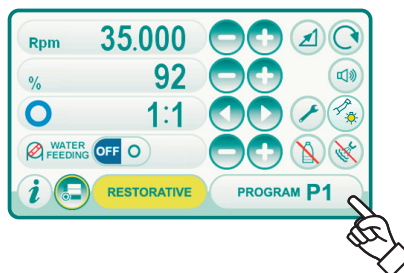 Rpm 35.000
% 92
1:1
WATER FEEDING OFF O
i RESTORATIVE PROGRAM P1